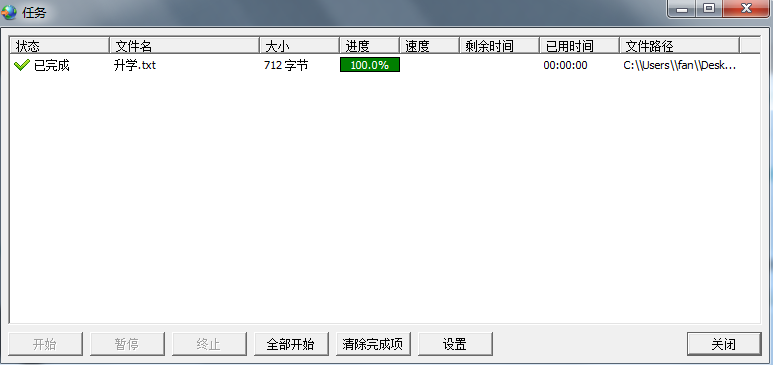 任务
状态 文件名 大小 进度 速度 剩余时间 已用时间 文件路径
已完成 升学.txt 712 字节 100.0% 00:00:00 C:\\Users\\fan\\Desk...
开始 暂停 终止 全部开始 清除完成项 设置 关闭